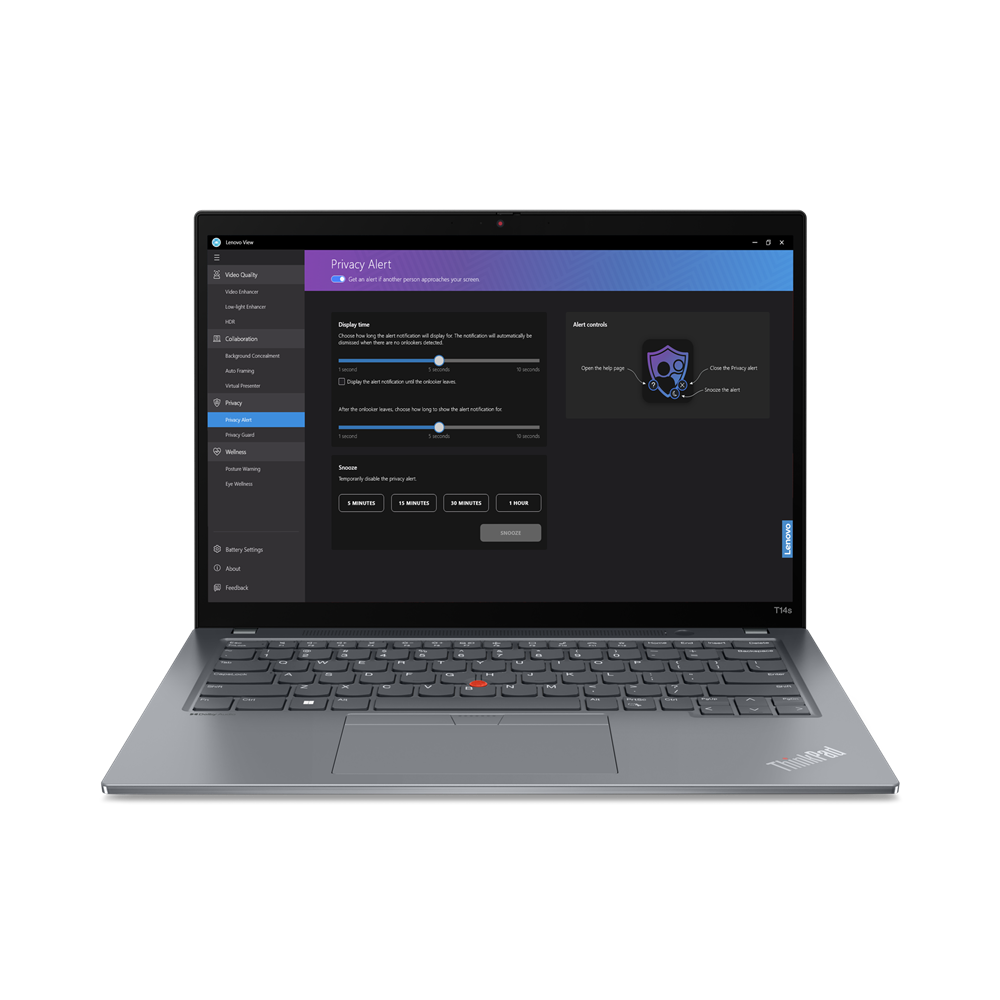 Lenovo View
Privacy Alert
Get an alert if another person approaches your screen.
Video Quality
Video Enhancer
Low-light Enhancer
HDR
Collaboration
Background Concealment
Auto Framing
Virtual Presenter
Privacy
Privacy Alert
Privacy Guard
Wellness
Posture Warning
Eye Wellness
Battery Settings
About
Feedback
Display time
Choose how long the alert notification will display for. The notification will automatically be
dismissed when there are no onlookers detected.
1 second 5 seconds 10 seconds
Display the alert notification until the onlooker leaves.
After the onlooker leaves, choose how long to show the alert notification for.
1 second 5 seconds 10 seconds
Snooze
Temporarily disable the privacy alert.
5 MINUTES 15 MINUTES 30 MINUTES 1 HOUR
SNOOZE
Alert controls
Open the help page
Close the Privacy alert
Snooze the alert
Lenovo
T14s
Q W E R T Y U I O P
A S D F G H J K L
Z X C V B N M
ThinkPad